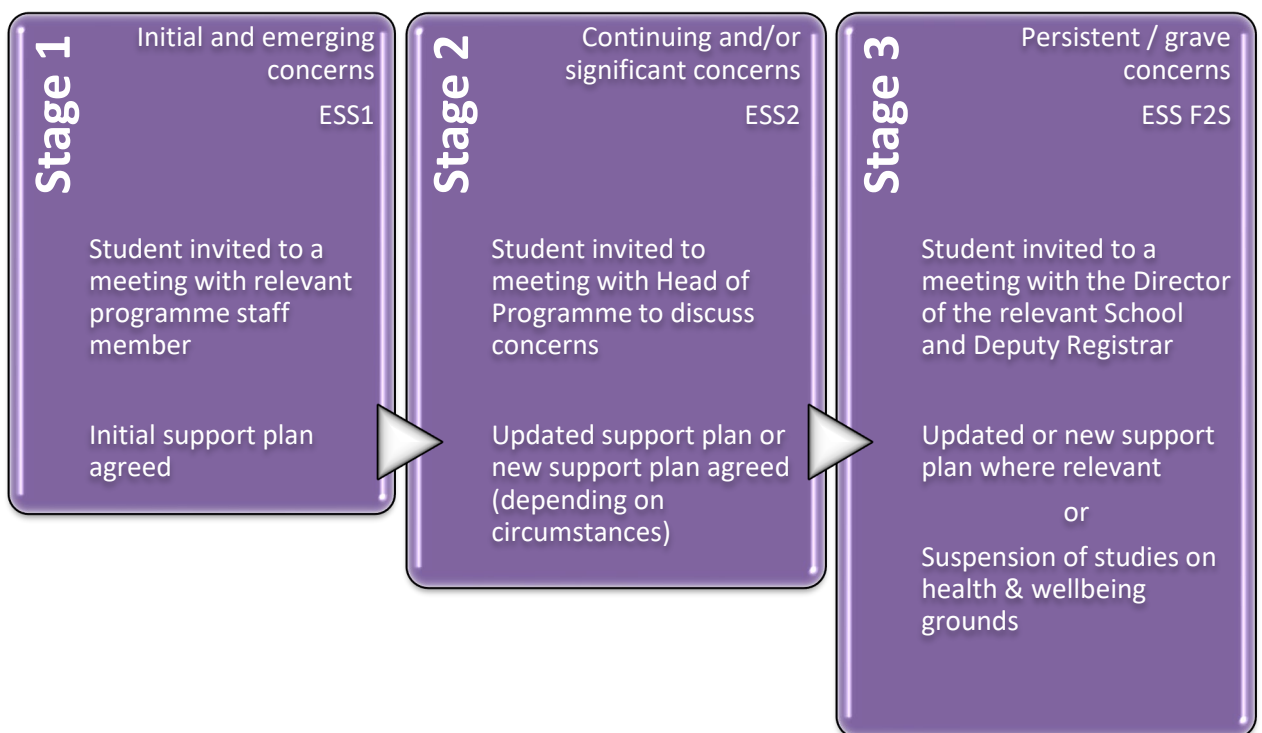 Stage 1
Initial and emerging
concerns
ESS1
Student invited to a
meeting with relevant
programme staff
member
Initial support plan
agreed
Stage 2
Continuing and/or
significant concerns
ESS2
Student invited to
meeting with Head of
Programme to discuss
concerns
Updated support plan or
new support plan agreed
(depending on
circumstances)
Stage 3
Persistent / grave
concerns
ESS F2S
Student invited to a
meeting with the Director
of the relevant School
and Deputy Registrar
Updated or new support
plan where relevant
or
Suspension of studies on
health & wellbeing
grounds